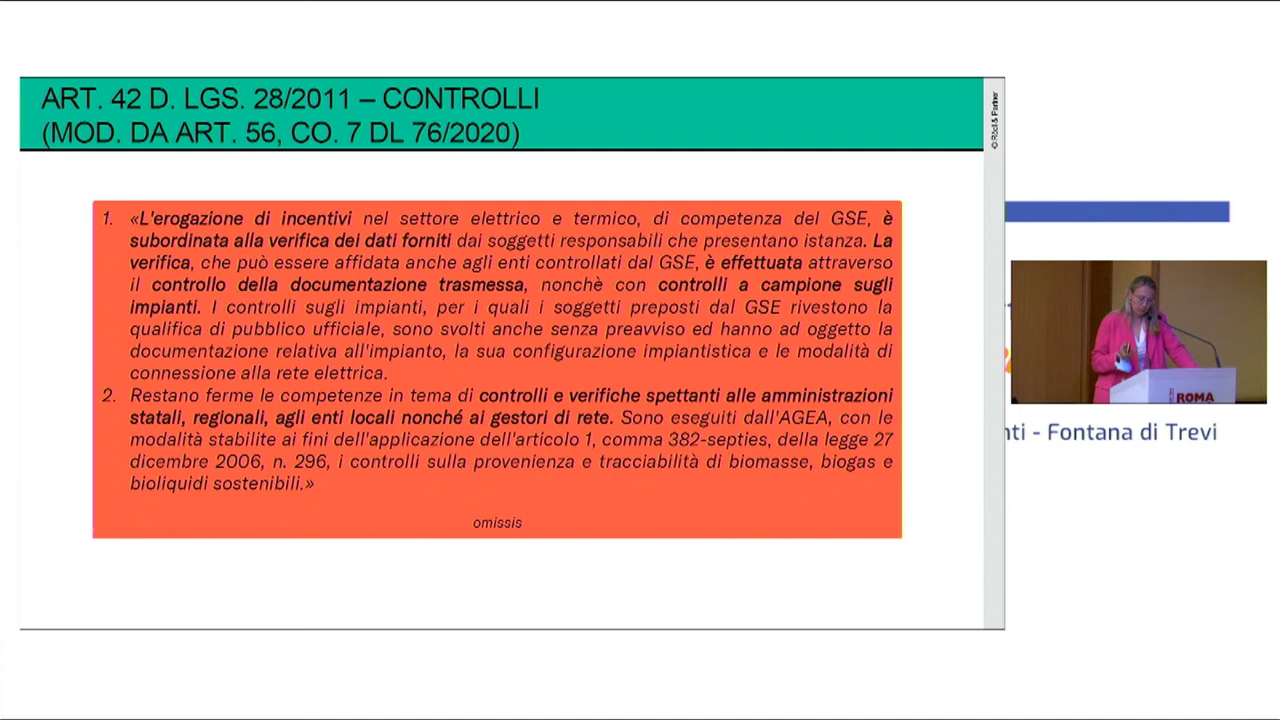 ART. 42 D. LGS. 28/2011 – CONTROLLI
(MOD. DA ART. 56, CO. 7 DL 76/2020)
© Rödl & Partner
1. «L'erogazione di incentivi nel settore elettrico e termico, di competenza del GSE, è
subordinata alla verifica dei dati forniti dai soggetti responsabili che presentano istanza. La
verifica, che può essere affidata anche agli enti controllati dal GSE, è effettuata attraverso
il controllo della documentazione trasmessa, nonchè con controlli a campione sugli
impianti. I controlli sugli impianti, per i quali i soggetti preposti dal GSE rivestono la
qualifica di pubblico ufficiale, sono svolti anche senza preavviso ed hanno ad oggetto la
documentazione relativa all'impianto, la sua configurazione impiantistica e le modalità di
connessione alla rete elettrica.
2. Restano ferme le competenze in tema di controlli e verifiche spettanti alle amministrazioni
statali, regionali, agli enti locali nonché ai gestori di rete. Sono eseguiti dall'AGEA, con le
modalità stabilite ai fini dell'applicazione dell'articolo 1, comma 382-septies, della legge 27
dicembre 2006, n. 296, i controlli sulla provenienza e tracciabilità di biomasse, biogas e
bioliquidi sostenibili.»
omissis
ROMA
nti - Fontana di Trevi